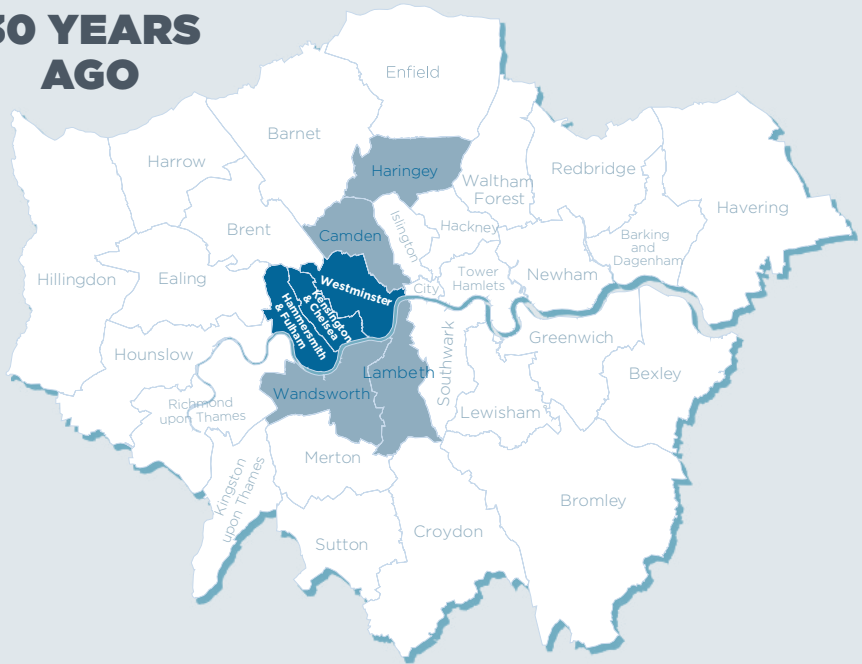 YEARS
AGO
Enfield
Barnet
Harrow
Haringey
Waltham
Forest
Redbridge
Havering
Brent
Camden
Islington
Hackney
Barking
and
Dagenham
Hillingdon
Ealing
Westminster
City
Tower
Hamlets
Newham
Kensington
& Chelsea
Hammersmith
& Fulham
Hounslow
Greenwich
Lambeth
Southwark
Bexley
Wandsworth
Richmond
upon Thames
Lewisham
Merton
Kingston
upon Thames
Bromley
Sutton
Croydon